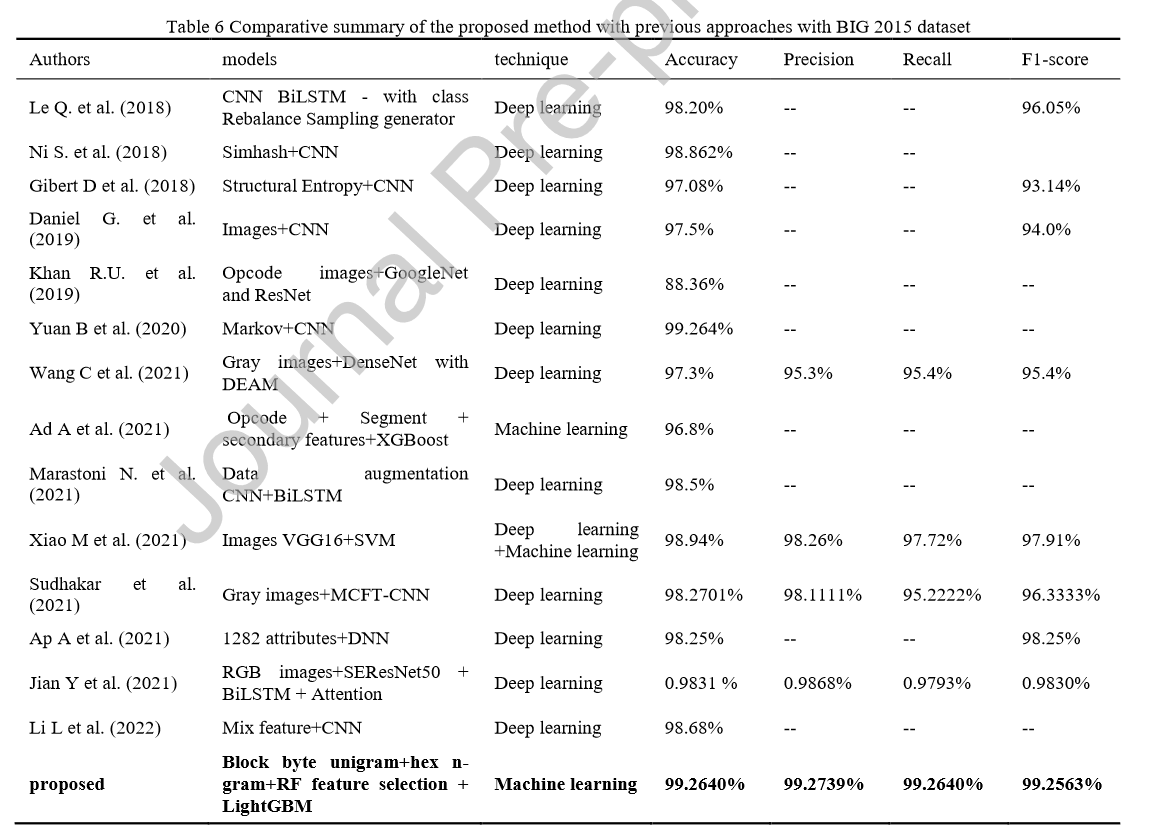 Table 6 Comparative summary of the proposed method with previous approaches with BIG 2015 dataset
Authors models technique Accuracy Precision Recall F1-score
Le Q. et al. (2018) CNN BiLSTM - with class Rebalance Sampling generator Deep learning 98.20% -- -- 96.05%
Ni S. et al. (2018) Simhash+CNN Deep learning 98.862% -- --
Gibert D et al. (2018) Structural Entropy+CNN Deep learning 97.08% -- -- 93.14%
Daniel G. et al. (2019) Images+CNN Deep learning 97.5% -- -- 94.0%
Khan R.U. et al. (2019) Opcode images+GoogleNet and ResNet Deep learning 88.36% -- -- --
Yuan B et al. (2020) Markov+CNN Deep learning 99.264% -- -- --
Wang C et al. (2021) Gray images+DenseNet with DEAM Deep learning 97.3% 95.3% 95.4% 95.4%
Ad A et al. (2021) Opcode + Segment + secondary features+XGBoost Machine learning 96.8% -- -- --
Marastoni N. et al. (2021) Data augmentation CNN+BiLSTM Deep learning 98.5% -- -- --
Xiao M et al. (2021) Images VGG16+SVM Deep learning +Machine learning 98.94% 98.26% 97.72% 97.91%
Sudhakar et al. (2021) Gray images+MCFT-CNN Deep learning 98.2701% 98.1111% 95.2222% 96.3333%
Ap A et al. (2021) 1282 attributes+DNN Deep learning 98.25% -- -- 98.25%
Jian Y et al. (2021) RGB images+SEResNet50 + BiLSTM + Attention Deep learning 0.9831 % 0.9868% 0.9793% 0.9830%
Li L et al. (2022) Mix feature+CNN Deep learning 98.68% -- -- --
proposed Block byte unigram+hex n-gram+RF feature selection + LightGBM Machine learning 99.2640% 99.2739% 99.2640% 99.2563%
Journal Pre-pr